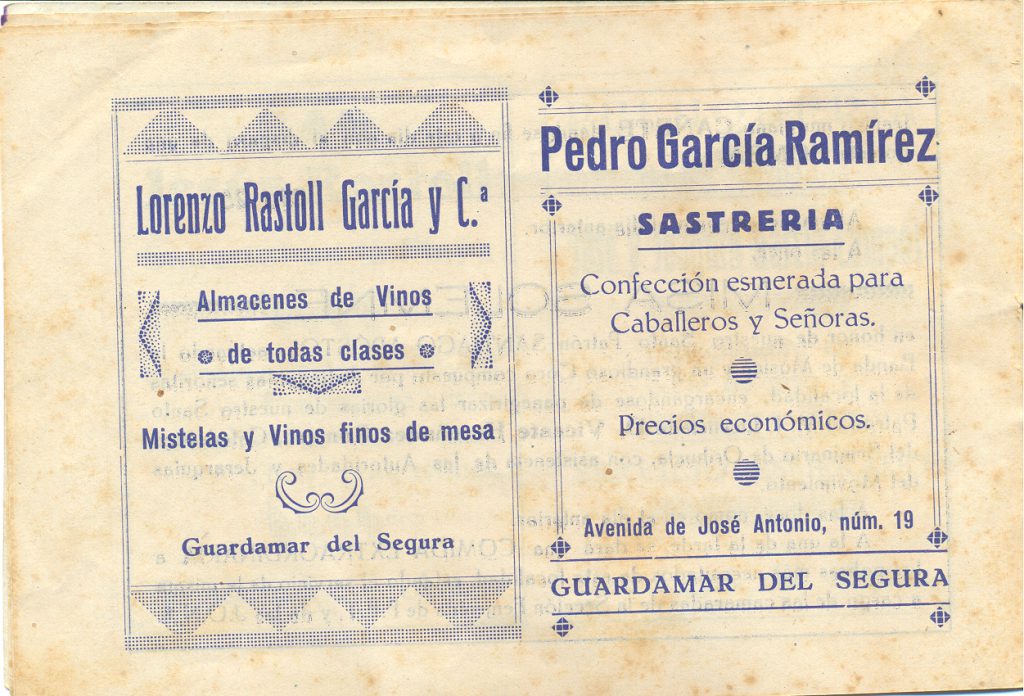 Lorenzo Rastoll García y C.ª
Almacenes de Vinos
de todas clases
Mistelas y Vinos finos de mesa
Guardamar del Segura
Pedro García Ramírez
SASTRERIA
Confección esmerada para
Caballeros y Señoras.
Precios económicos.
Avenida de José Antonio, núm. 19
GUARDAMAR DEL SEGURA